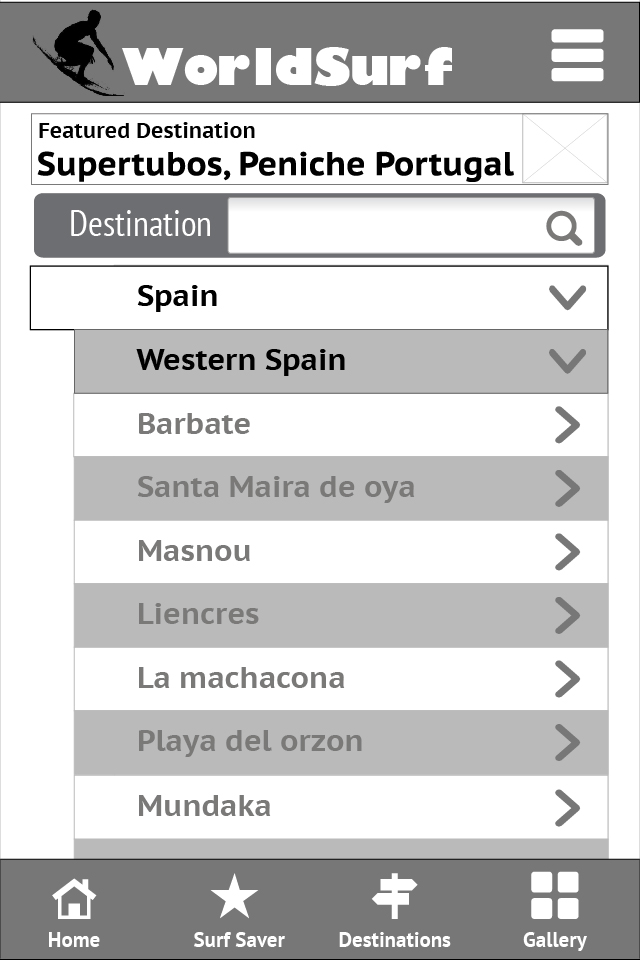 WorldSurf
Featured Destination
Supertubos, Peniche Portugal
Destination
Spain
Western Spain
Barbate
Santa Maira de oya
Masnou
Liencres
La machacona
Playa del orzon
Mundaka
Home
Surf Saver
Destinations
Gallery